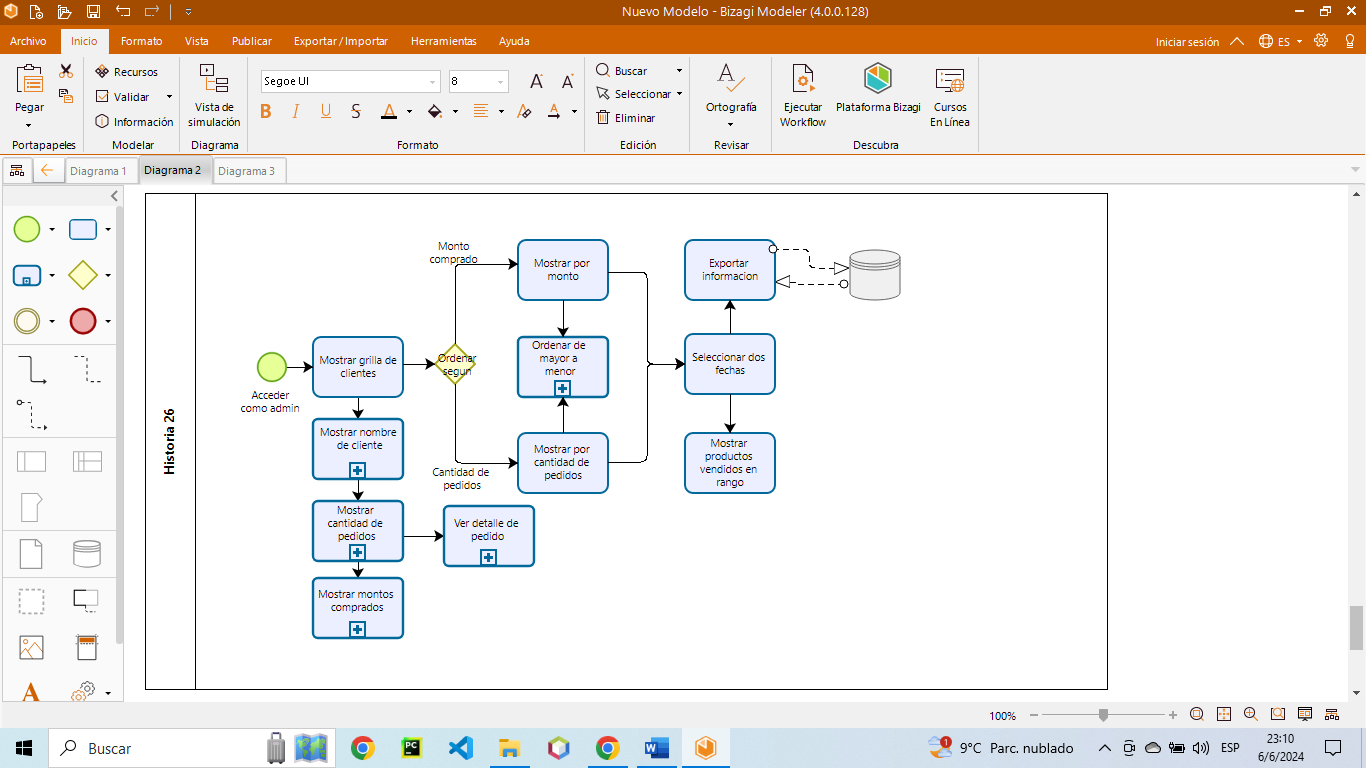 Nuevo Modelo - Bizagi Modeler (4.0.0.128)
Archivo
Inicio
Formato
Vista
Publicar
Exportar / Importar
Herramientas
Ayuda
Iniciar sesión
ES
Pegar
Recursos
Validar
Información
Vista de
simulación
Segoe UI
8
Buscar
Seleccionar
Eliminar
Ortografía
Ejecutar
Workflow
Plataforma Bizagi
Cursos
En Línea
Portapapeles
Modelar
Diagrama
Formato
Edición
Revisar
Descubra
Diagrama 1
Diagrama 2
Diagrama 3
Historia 26
Acceder
como admin
Mostrar grilla de
clientes
Mostrar nombre
de cliente
Mostrar
cantidad de
pedidos
Mostrar montos
comprados
Ver detalle de
pedido
Ordenar
segun
Monto
comprado
Cantidad de
pedidos
Mostrar por
monto
Ordenar de
mayor a
menor
Mostrar por
cantidad de
pedidos
Exportar
informacion
Seleccionar dos
fechas
Mostrar
productos
vendidos en
rango
100%
Buscar
PC
1
9°C Parc. nublado
ESP
23:10
6/6/2024